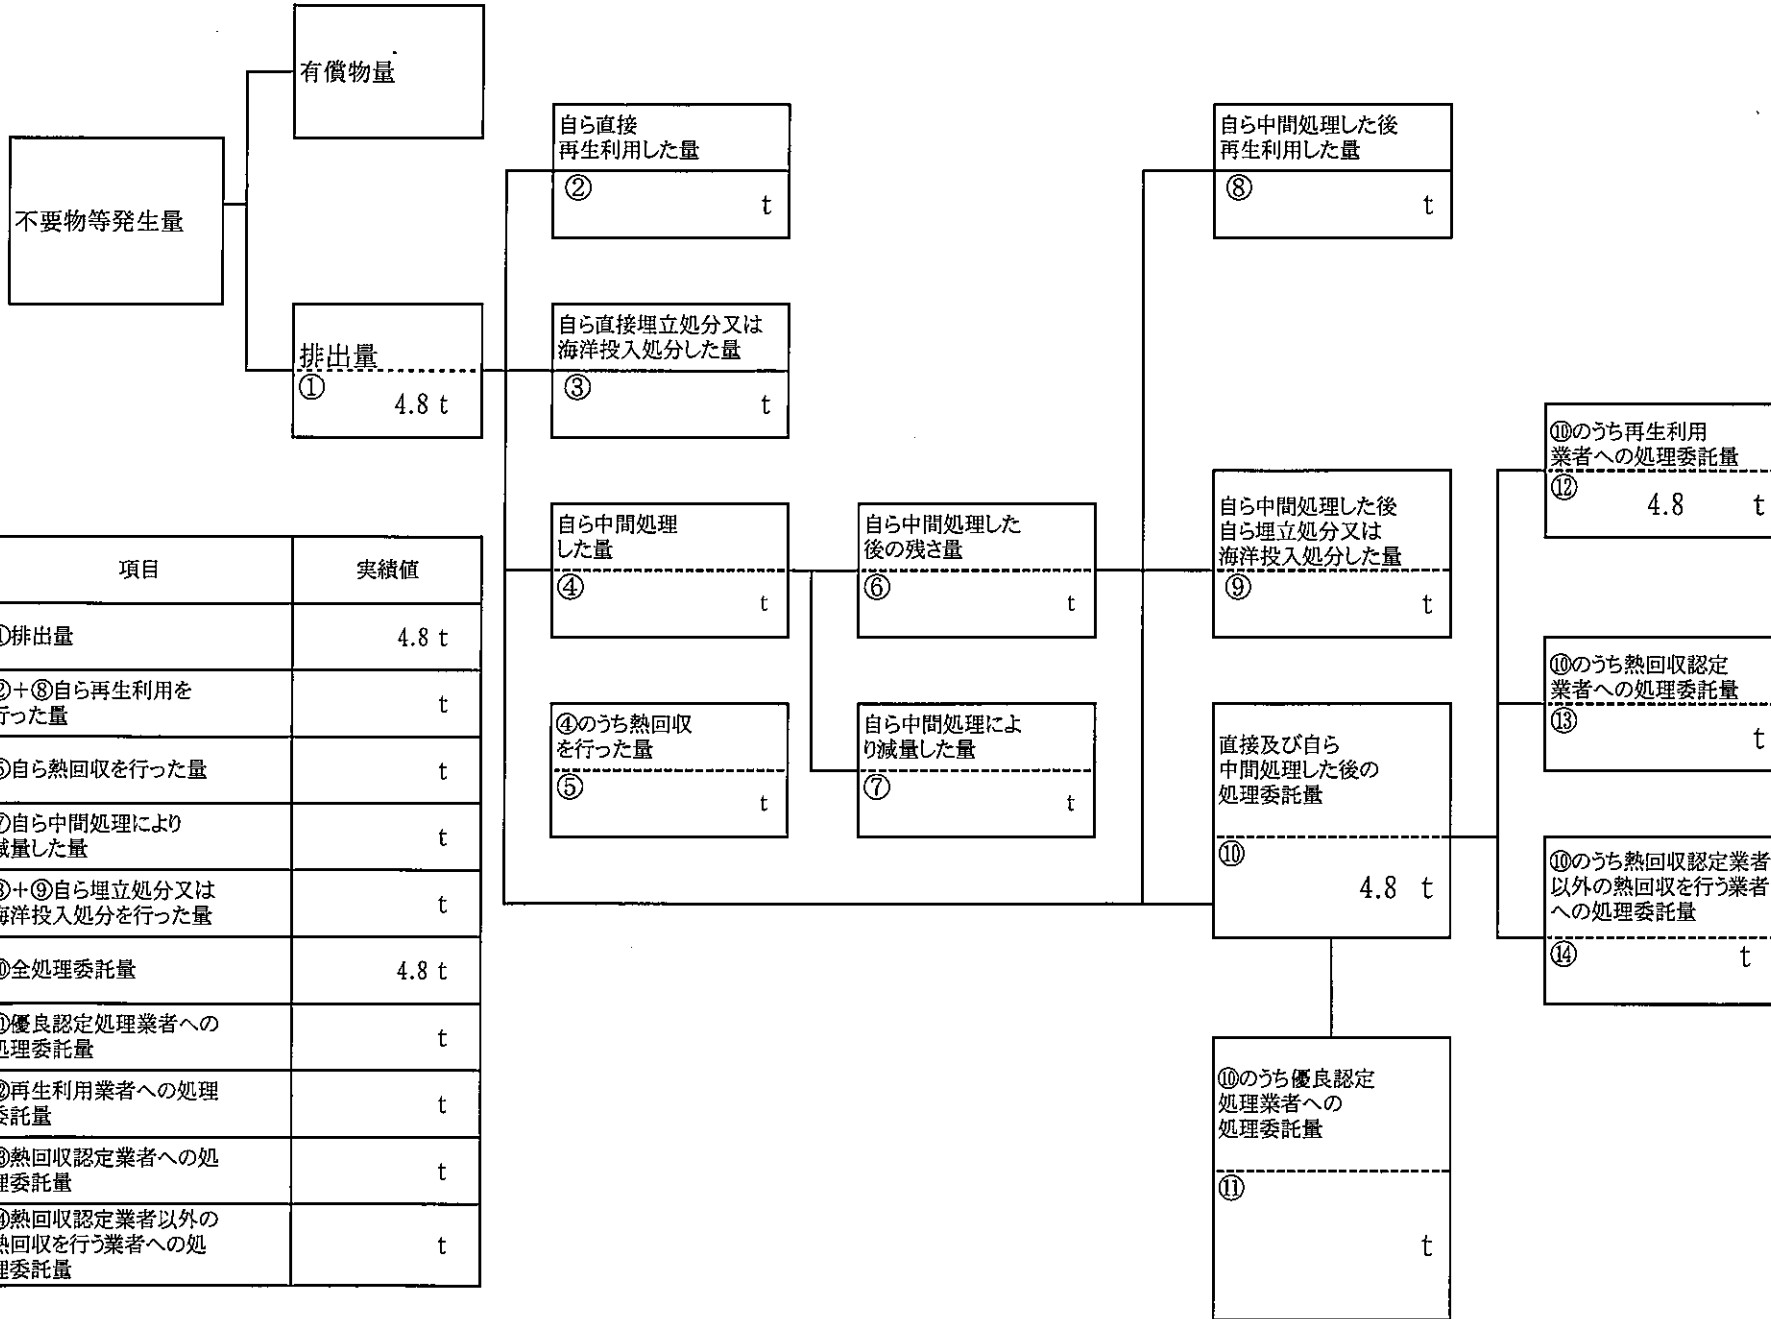 有償物量
不要物等発生量
排出量
①
4.8 t
自ら直接
再生利用した量
②
t
自ら直接埋立処分又は
海洋投入処分した量
③
t
自ら中間処理
した量
④
t
④のうち熱回収
を行った量
⑤
t
自ら中間処理した
後の残さ量
⑥
t
自ら中間処理によ
り減量した量
⑦
t
自ら中間処理した後
再生利用した量
⑧
t
自ら中間処理した後
自ら埋立処分又は
海洋投入処分した量
⑨
t
直接及び自ら
中間処理した後の
処理委託量
⑩
4.8 t
⑩のうち優良認定
処理業者への
処理委託量
⑪
t
⑩のうち再生利用
業者への処理委託量
⑫
4.8 t
⑩のうち熱回収認定
業者への処理委託量
⑬
t
⑩のうち熱回収認定業者
以外の熱回収を行う業者
への処理委託量
⑭
t
項目 実績値
①排出量 4.8 t
②+⑧自ら再生利用を
行った量
t
⑤自ら熱回収を行った量 t
⑦自ら中間処理により
減量した量
t
③+⑨自ら埋立処分又は
海洋投入処分を行った量
t
⑩全処理委託量 4.8 t
⑪優良認定処理業者への
処理委託量
t
⑫再生利用業者への処理
委託量
t
⑬熱回収認定業者への処
理委託量
t
⑭熱回収認定業者以外の
熱回収を行う業者への処
理委託量
t